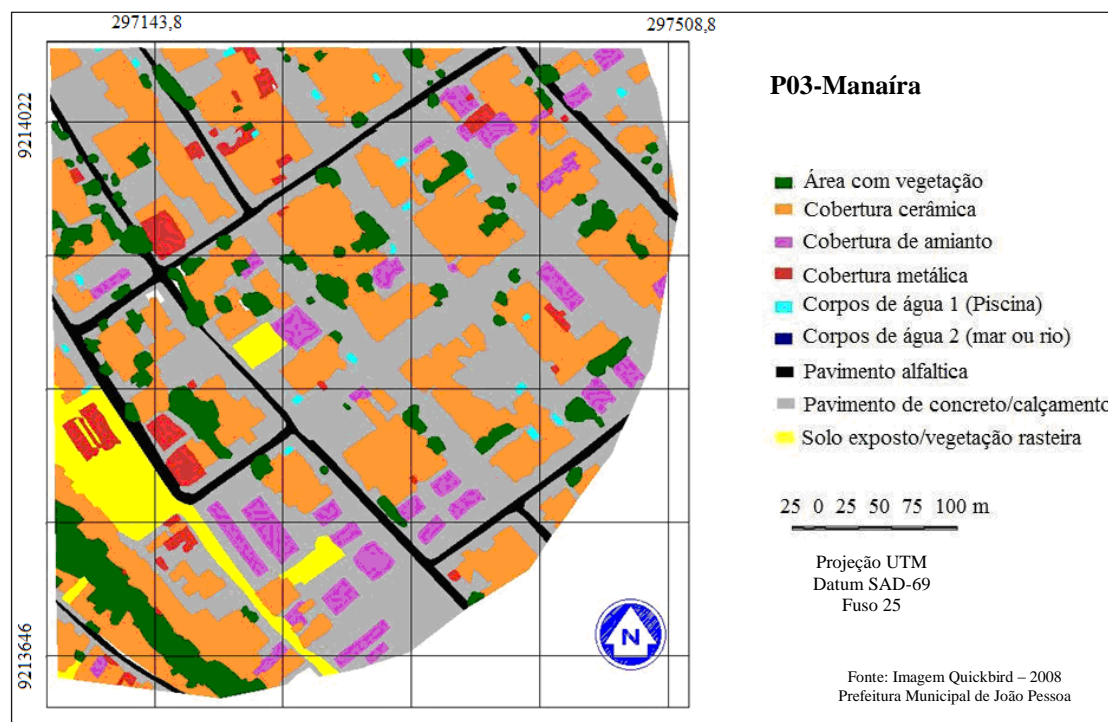 297143,8
297508,8
9214022
9213646
P03-Manaíra
Área com vegetação
Cobertura cerâmica
Cobertura de amianto
Cobertura metálica
Corpos de água 1 (Piscina)
Corpos de água 2 (mar ou rio)
Pavimento alfaltica
Pavimento de concreto/calçamento
Solo exposto/vegetação rasteira
25 0 25 50 75 100 m
Projeção UTM
Datum SAD-69
Fuso 25
N
Fonte: Imagem Quickbird – 2008
Prefeitura Municipal de João Pessoa